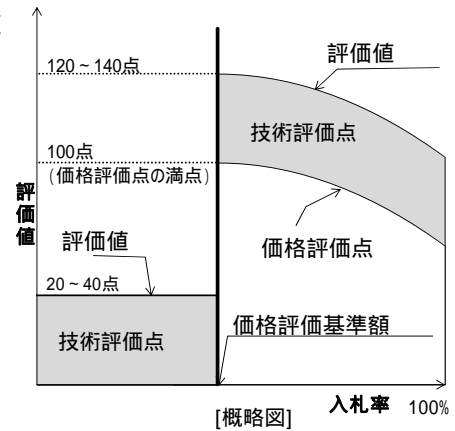 評価値
120~140点
技術評価点
100点
(価格評価点の満点)
評価値
評価値
価格評価点
20~40点
技術評価点
価格評価基準額
[概略図]
入札率 100%